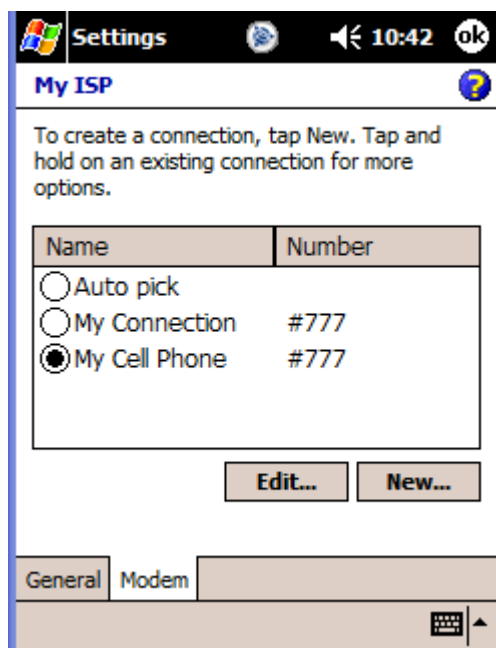 Settings 10:42 ok
My ISP ?
To create a connection, tap New. Tap and
hold on an existing connection for more
options.
Name Number
Auto pick
My Connection #777
My Cell Phone #777
Edit... New...
General Modem